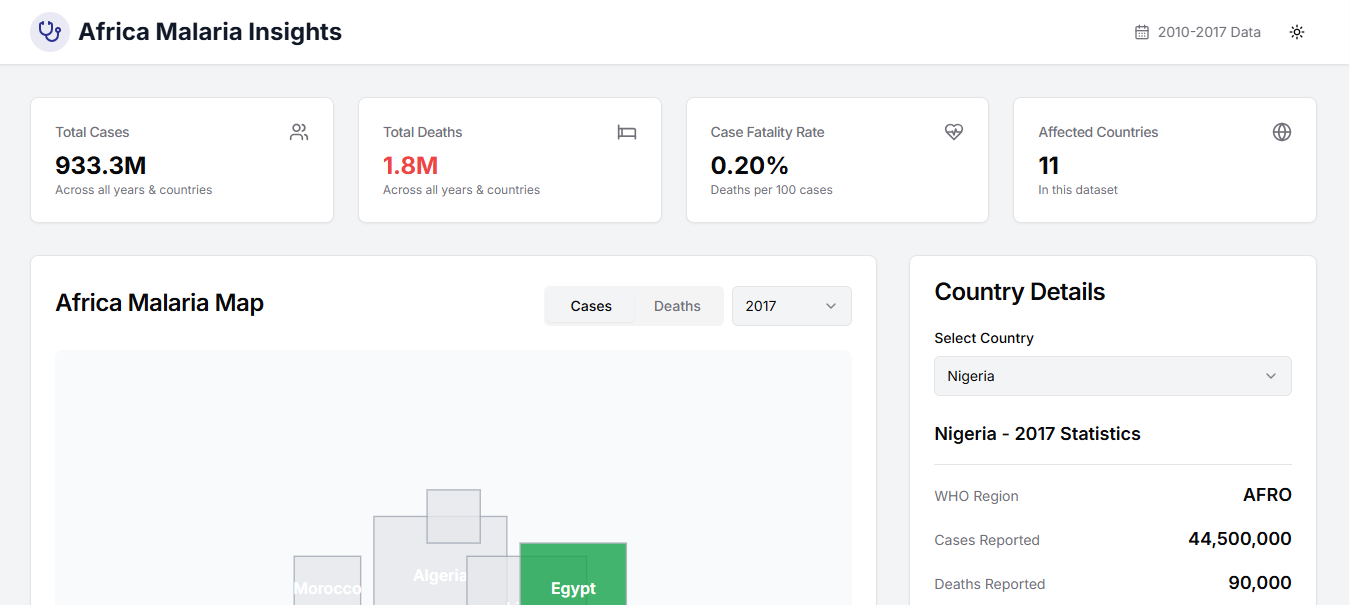 Africa Malaria Insights
2010-2017 Data
Total Cases
933.3M
Across all years & countries
Total Deaths
1.8M
Across all years & countries
Case Fatality Rate
0.20%
Deaths per 100 cases
Affected Countries
11
In this dataset
Africa Malaria Map
Cases
Deaths
2017
Morocco
Algeria
Egypt
Country Details
Select Country
Nigeria
Nigeria - 2017 Statistics
WHO Region AFRO
Cases Reported 44,500,000
Deaths Reported 90,000